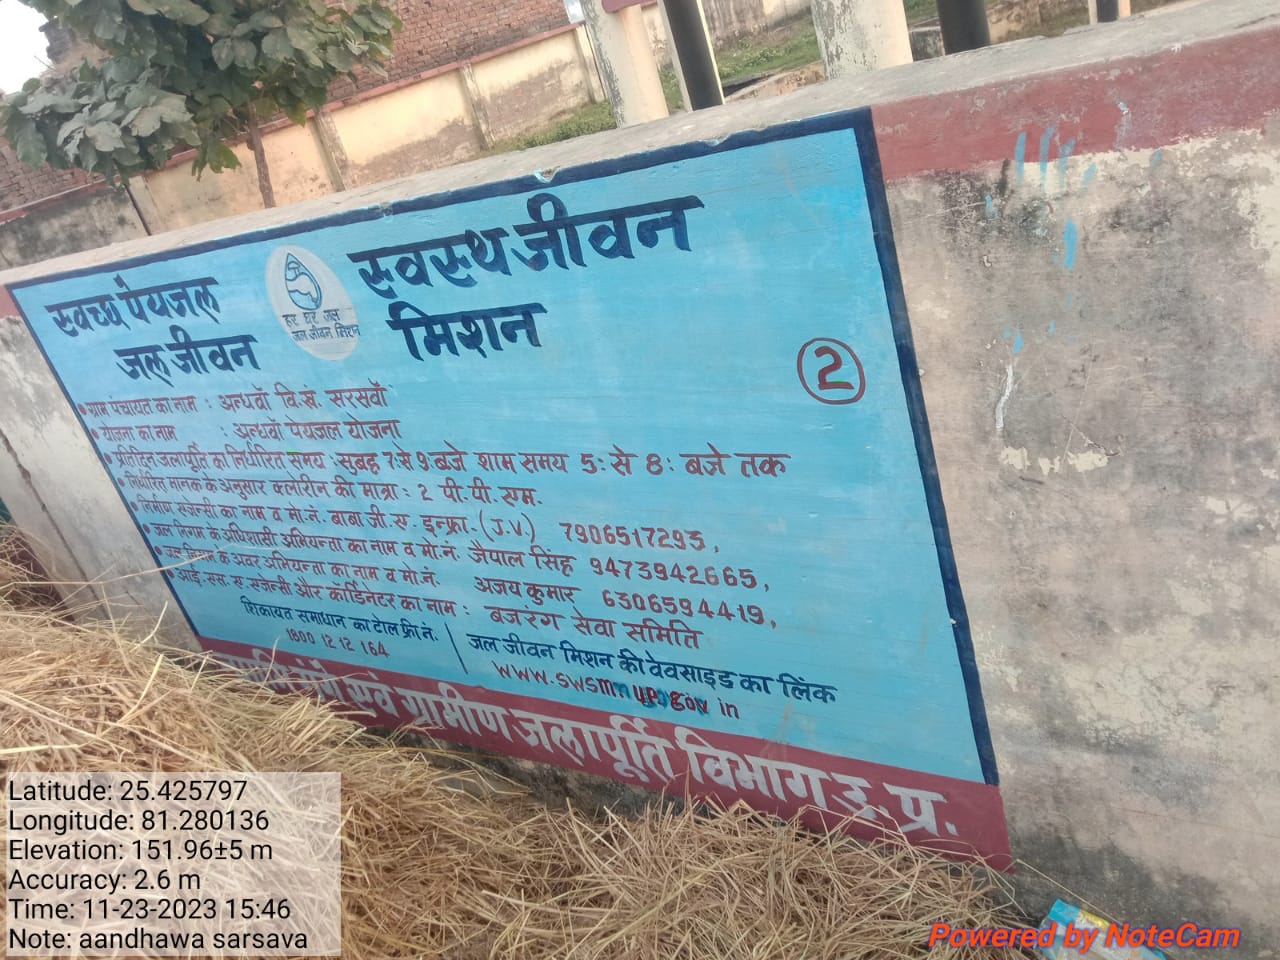 स्वच्छ पेयजल
जल जीवन
हर घर जल
जल जीवन मिशन
स्वस्थ जीवन
मिशन
2
• ग्राम पंचायत का नाम : अन्धवाॅ वि.खं. सरसवाॅ
• योजना का नाम : अन्धवाॅ पेयजल योजना
• प्रतिदिन जलापूर्ति का निर्धारित समय : सुबह 7 से 9 बजे शाम समय 5: से 8: बजे तक
• निर्धारित मानक के अनुसार क्लोरीन की मात्रा : 2 पी.पी.एम.
• निर्माण एजेन्सी का नाम व मो.नं. बाबा जी.ए. इन्फ्रा. (J.V.) 7906517295,
• जल निगम के अधिशासी अभियन्ता का नाम व मो.नं. जैपाल सिंह 9473942665,
• जल निगम के अवर अभियन्ता का नाम व मो.नं. अजय कुमार 6306594419,
• आई.एस.ए. एजेन्सी और कॉर्डिनेटर का नाम : बजरंग सेवा समिति
शिकायत समाधान का टोल फ्री नं.
1800 12 12 164
जल जीवन मिशन की वेवसाइड का लिंक
www.swsm.up.gov in
एवं ग्रामीण जलापूर्ति विभाग उ. प्र.
Latitude: 25.425797
Longitude: 81.280136
Elevation: 151.96±5 m
Accuracy: 2.6 m
Time: 11-23-2023 15:46
Note: aandhawa sarsava
Powered by NoteCam